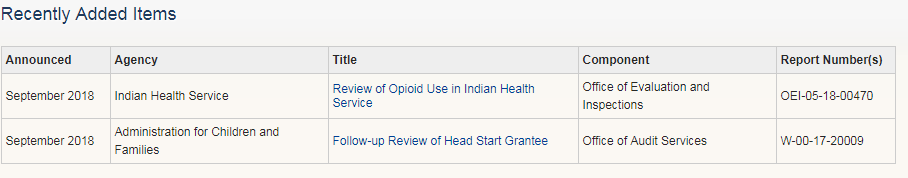 Recently Added Items
Announced Agency Title Component Report Number(s)
September 2018 Indian Health Service Review of Opioid Use in Indian Health
Service Office of Evaluation and
Inspections OEI-05-18-00470
September 2018 Administration for Children and
Families Follow-up Review of Head Start Grantee Office of Audit Services W-00-17-20009